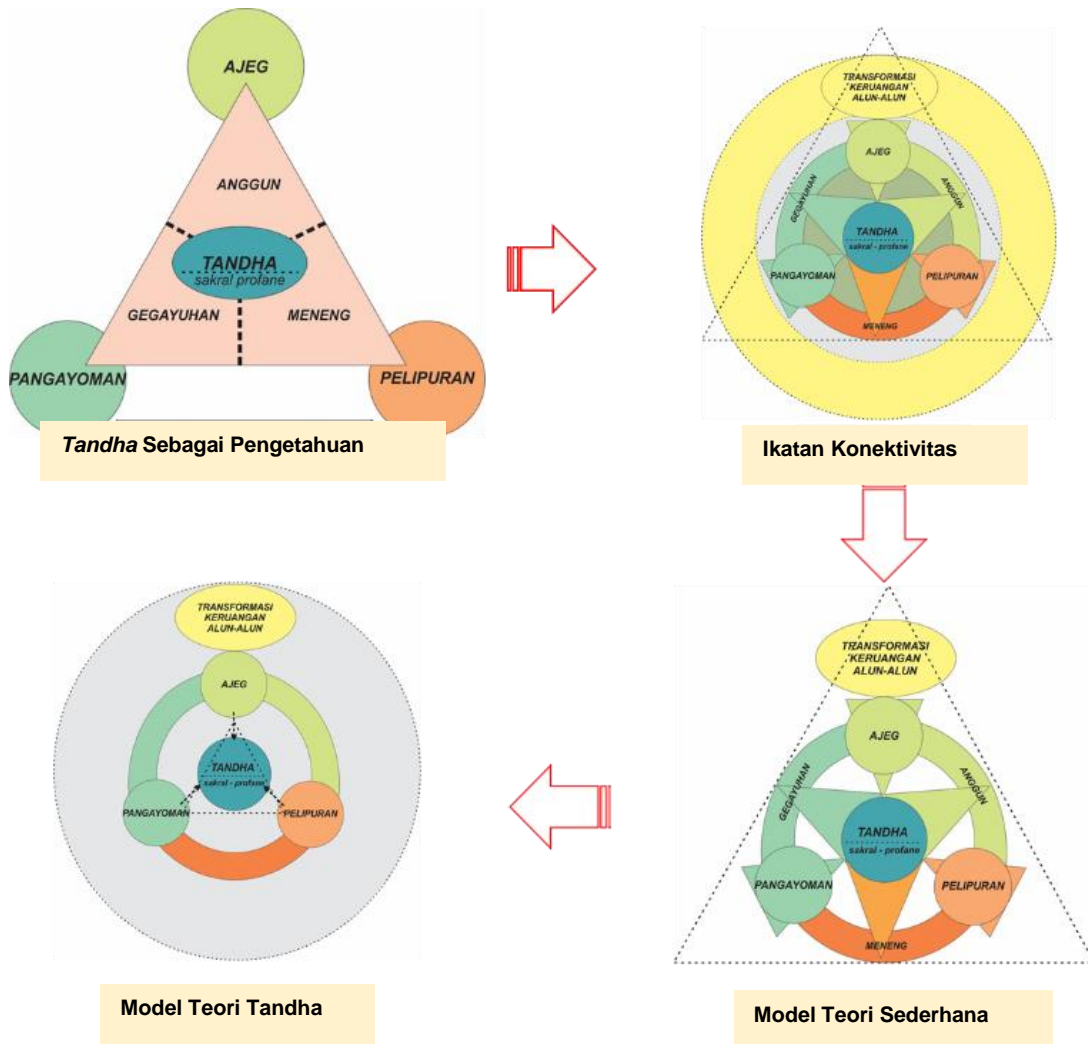 AJEG
ANGGUN
TANDHA
sakral profane
GEGAYUHAN
MENENG
PANGAYOMAN
PELIPURAN
Tandha Sebagai Pengetahuan
TRANSFORMASI
KERUANGAN
ALUN-ALUN
AJEG
GEGAYUHAN
ANGGUN
TANDHA
sakral - profane
PANGAYOMAN
PELIPURAN
MENENG
Ikatan Konektivitas
TRANSFORMASI
KERUANGAN
ALUN-ALUN
AJEG
TANDHA
sakral - profane
PANGAYOMAN
PELIPURAN
Model Teori Tandha
TRANSFORMASI
KERUANGAN
ALUN-ALUN
AJEG
GEGAYUHAN
ANGGUN
TANDHA
sakral - profane
PANGAYOMAN
PELIPURAN
MENENG
Model Teori Sederhana